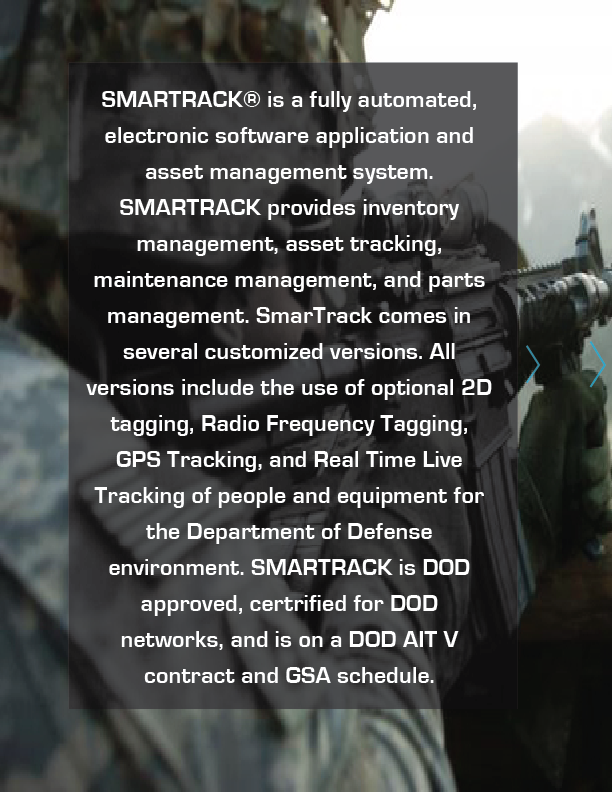 SMARTRACK® is a fully automated,
electronic software application and
asset management system.
SMARTRACK provides inventory
management, asset tracking,
maintenance management, and parts
management. SmarTrack comes in
several customized versions. All
versions include the use of optional 2D
tagging, Radio Frequency Tagging,
GPS Tracking, and Real Time Live
Tracking of people and equipment for
the Department of Defense
environment. SMARTRACK is DOD
approved, certrified for DOD
networks, and is on a DOD AIT V
contract and GSA schedule.